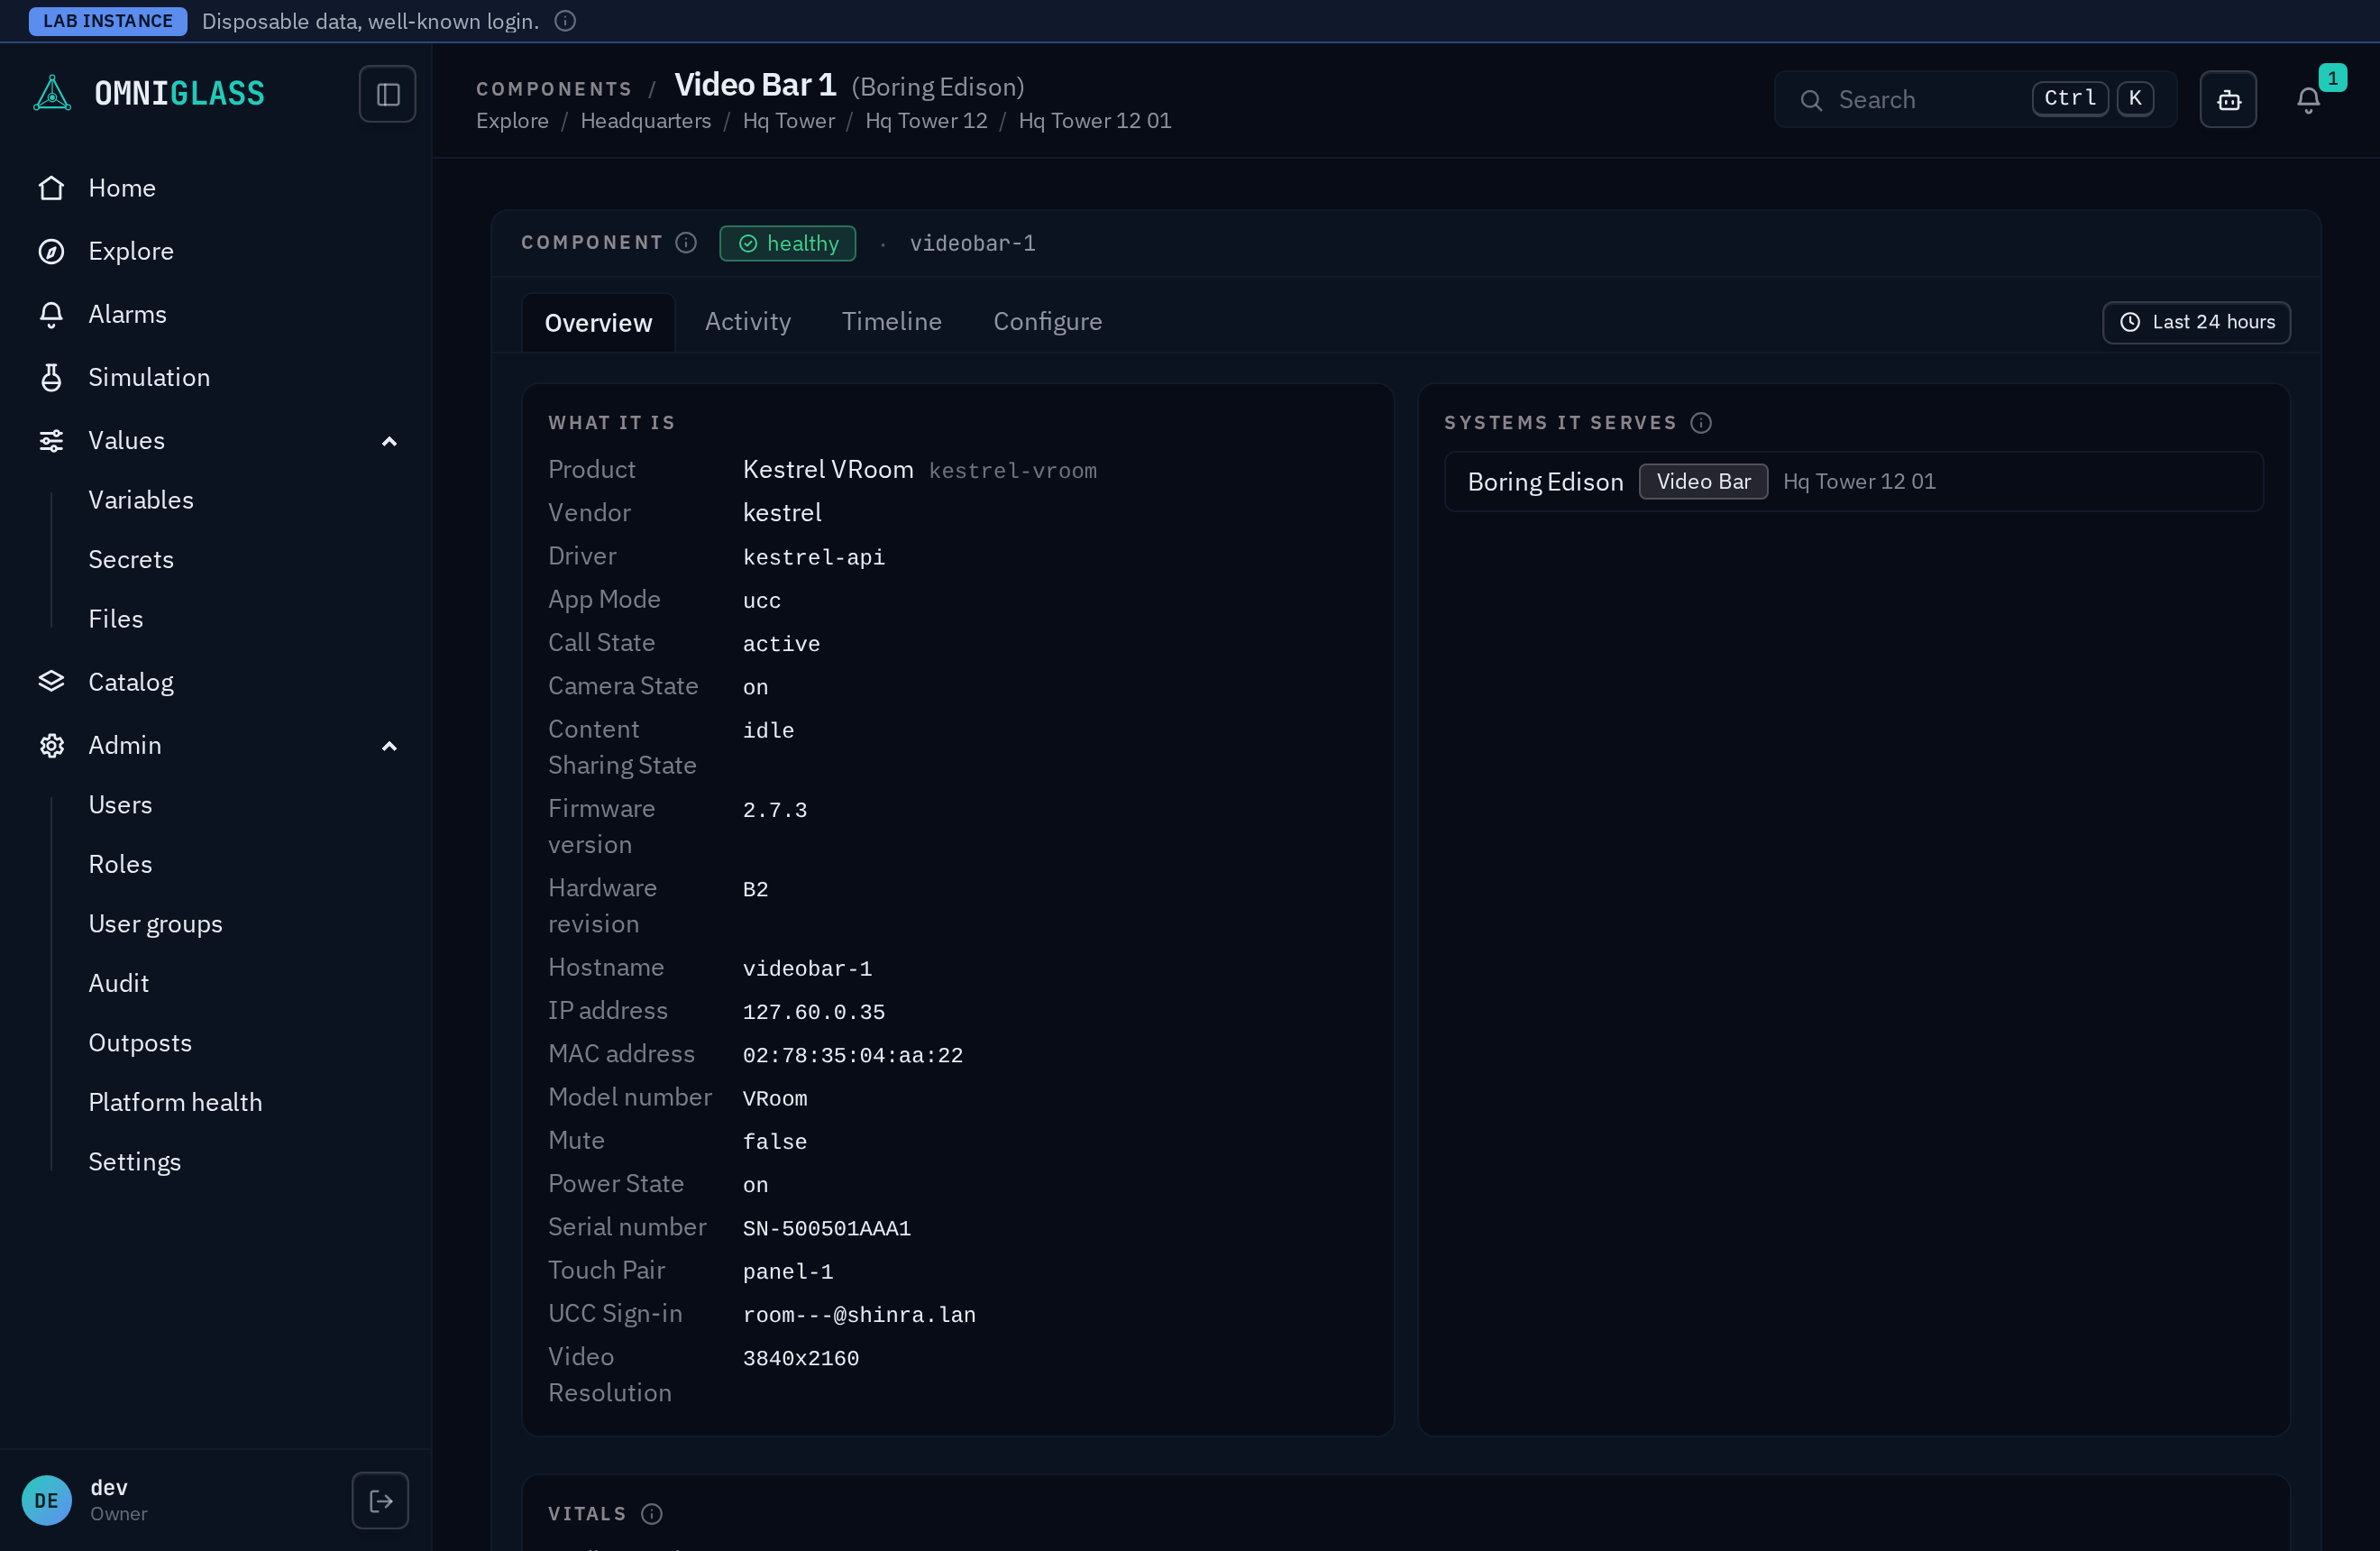 LAB INSTANCE Disposable data, well-known login.
OMNIGLASS
COMPONENTS / Video Bar 1 (Boring Edison)
Explore / Headquarters / Hq Tower / Hq Tower 12 / Hq Tower 12 01
Search Ctrl K
1
Home
Explore
Alarms
Simulation
Values
Variables
Secrets
Files
Catalog
Admin
Users
Roles
User groups
Audit
Outposts
Platform health
Settings
DE dev
Owner
COMPONENT healthy · videobar-1
Overview Activity Timeline Configure Last 24 hours
WHAT IT IS
Product Kestrel VRoom kestrel-vroom
Vendor kestrel
Driver kestrel-api
App Mode ucc
Call State active
Camera State on
Content Sharing State idle
Firmware version 2.7.3
Hardware revision B2
Hostname videobar-1
IP address 127.60.0.35
MAC address 02:78:35:04:aa:22
Model number VRoom
Mute false
Power State on
Serial number SN-500501AAA1
Touch Pair panel-1
UCC Sign-in room---@shinra.lan
Video Resolution 3840x2160
SYSTEMS IT SERVES
Boring Edison Video Bar Hq Tower 12 01
VITALS